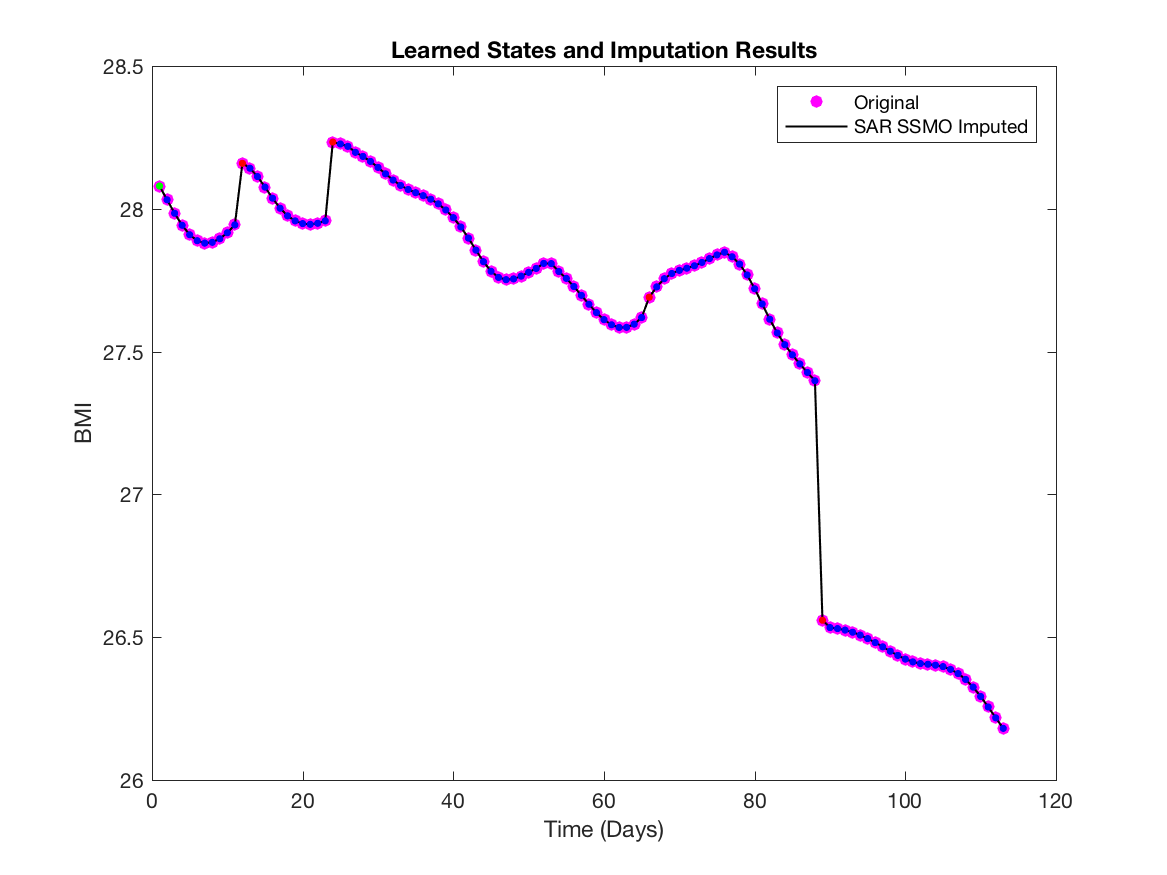 Learned States and Imputation Results
28.5
28
27.5
27
26.5
26
BMI
0 20 40 60 80 100 120
Time (Days)
Original
SAR SSMO Imputed